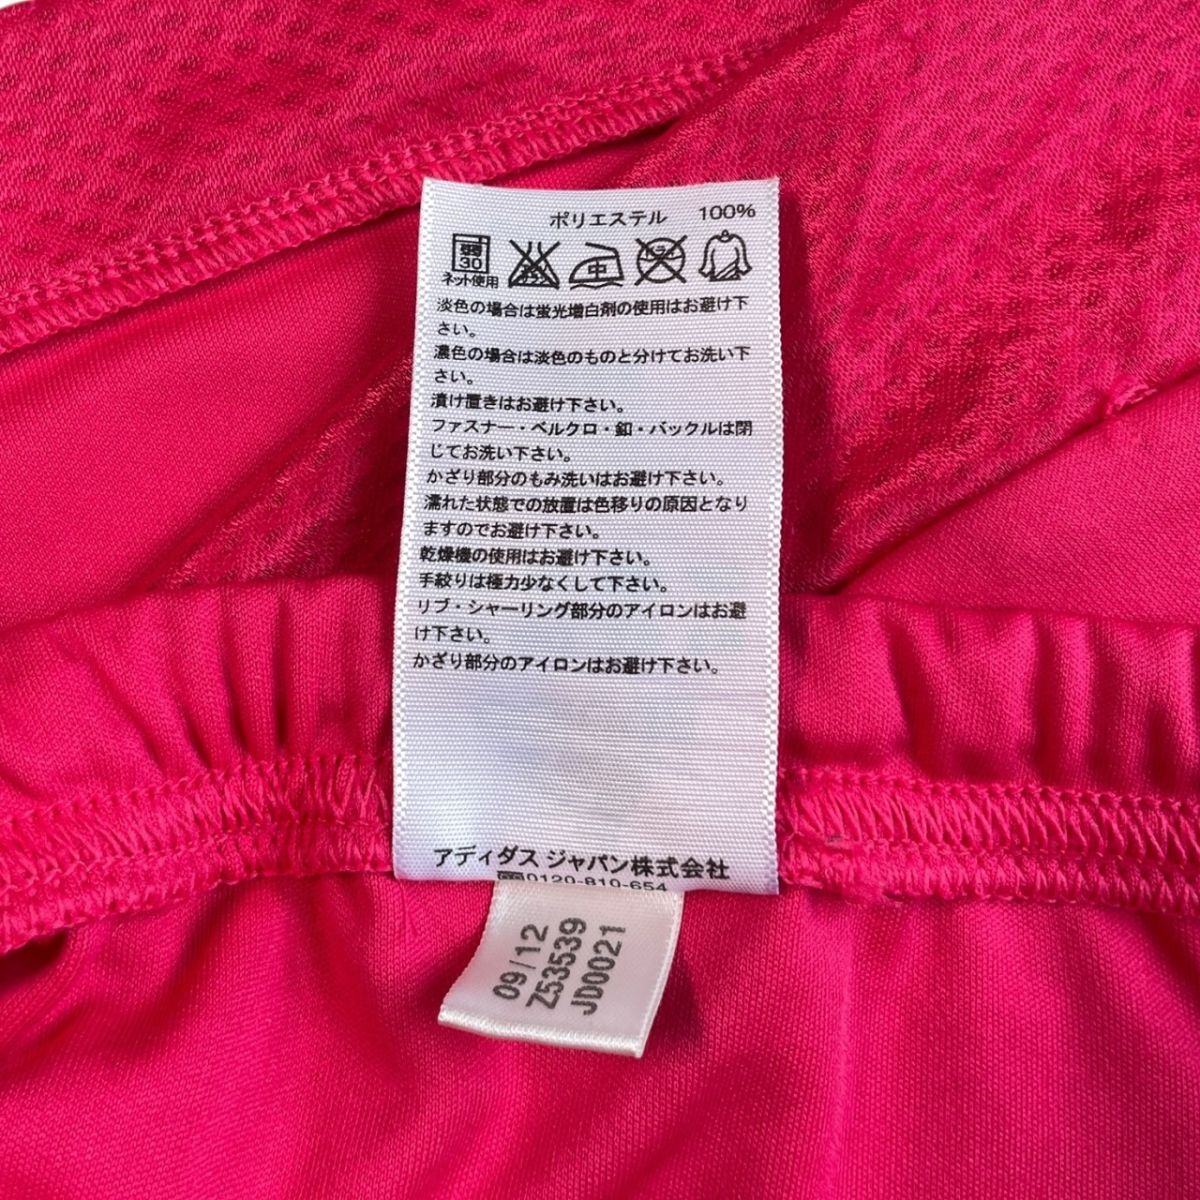 ポリエステル 100%
弱 30 エンソ 中 ドライ
ネット使用
淡色の場合は蛍光増白剤の使用はお避け下
さい。
濃色の場合は淡色のものと分けてお洗い下
さい。
漬け置きはお避け下さい。
ファスナー・ベルクロ・釦・バックルは閉
じてお洗い下さい。
かざり部分のもみ洗いはお避け下さい。
濡れた状態での放置は色移りの原因となり
ますのでお避け下さい。
乾燥機の使用はお避け下さい。
手絞りは極力少なくして下さい。
リブ・シャーリング部分のアイロンはお避
け下さい。
かざり部分のアイロンはお避け下さい。
アディダス ジャパン株式会社
0120-810-654
09/12
Z53539
JD0021